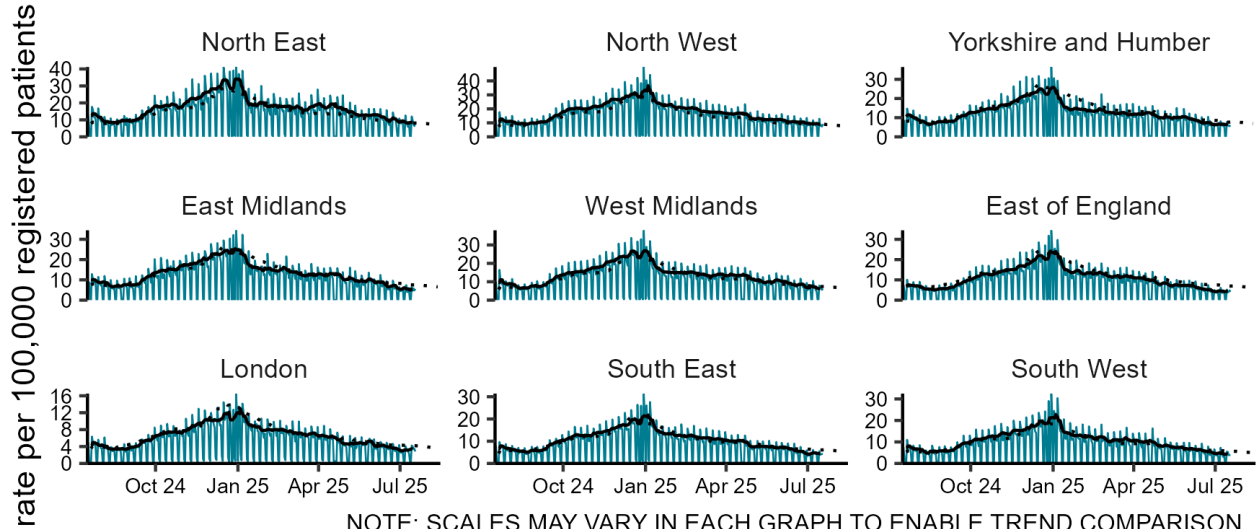 rate per 100,000 registered patients
North East
North West
Yorkshire and Humber
40
30
20
10
0
40
30
20
10
0
30
20
10
0
East Midlands
West Midlands
East of England
30
20
10
0
30
20
10
0
30
20
10
0
London
South East
South West
16
12
8
4
0
30
20
10
0
30
20
10
0
Oct 24 Jan 25 Apr 25 Jul 25
Oct 24 Jan 25 Apr 25 Jul 25
Oct 24 Jan 25 Apr 25 Jul 25
NOTE: SCALES MAY VARY IN EACH GRAPH TO ENABLE TREND COMPARISON